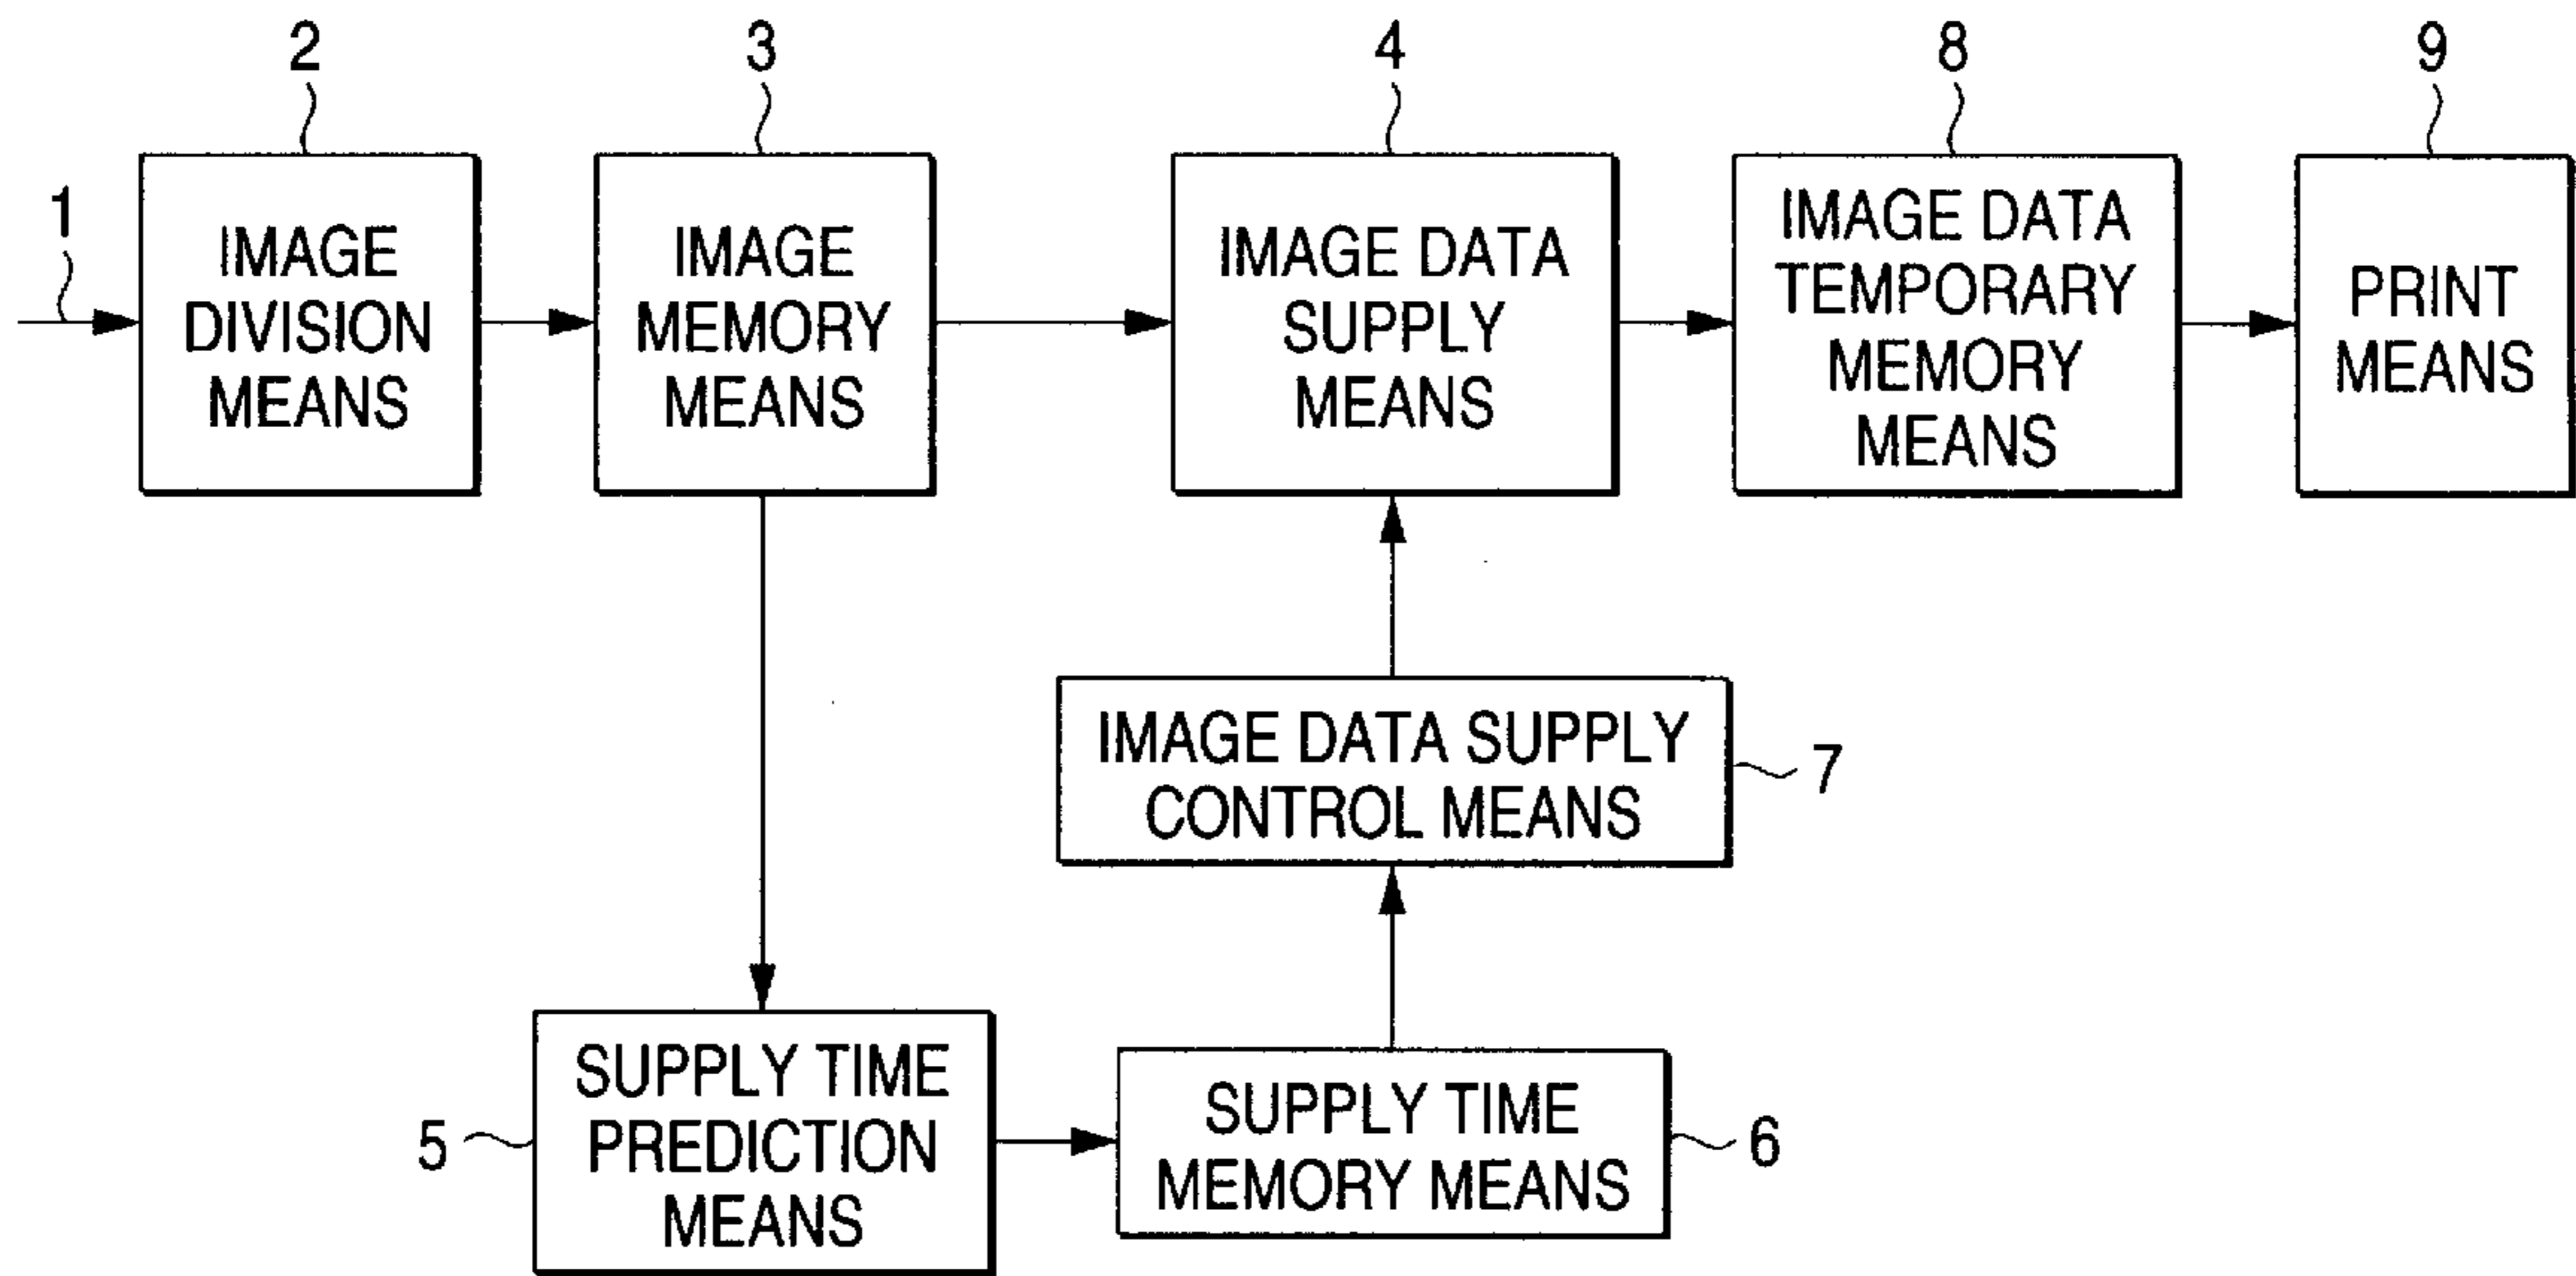 2
3
4
8
9
1
IMAGE
DIVISION
MEANS
IMAGE
MEMORY
MEANS
IMAGE DATA
SUPPLY
MEANS
IMAGE DATA
TEMPORARY
MEMORY
MEANS
PRINT
MEANS
IMAGE DATA SUPPLY
CONTROL MEANS
7
5
SUPPLY TIME
PREDICTION
MEANS
SUPPLY TIME
MEMORY MEANS
6